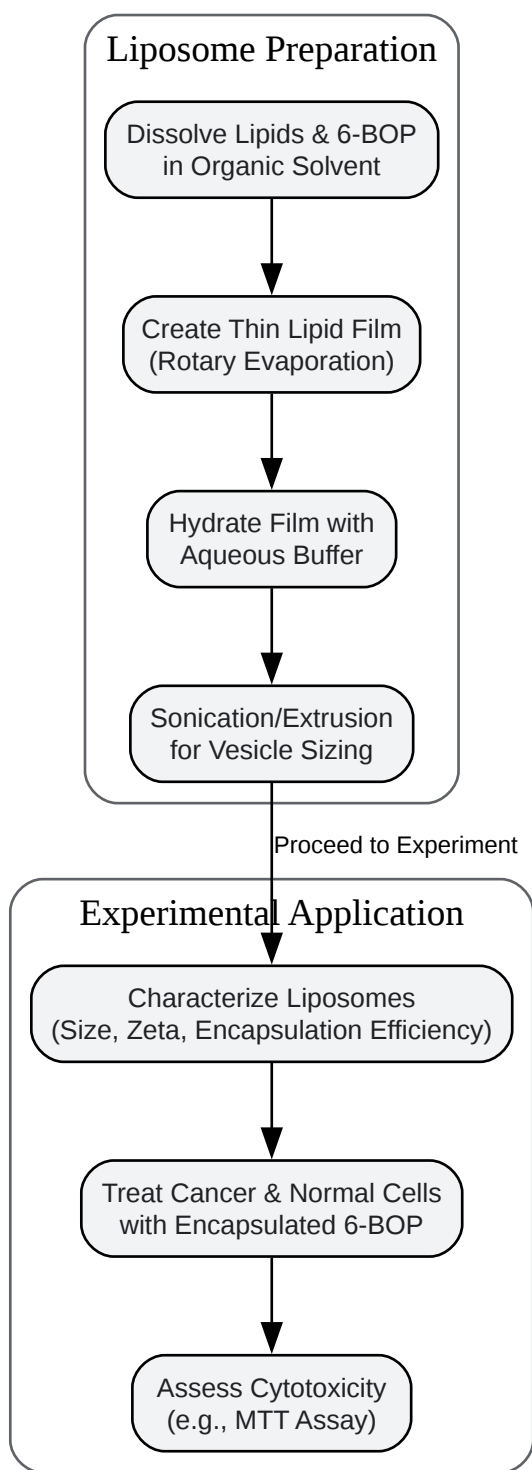 Liposome Preparation
Dissolve Lipids & 6-BOP
in Organic Solvent
Create Thin Lipid Film
(Rotary Evaporation)
Hydrate Film with
Aqueous Buffer
Sonication/Extrusion
for Vesicle Sizing
Proceed to Experiment
Experimental Application
Characterize Liposomes
(Size, Zeta, Encapsulation Efficiency)
Treat Cancer & Normal Cells
with Encapsulated 6-BOP
Assess Cytotoxicity
(e.g., MTT Assay)